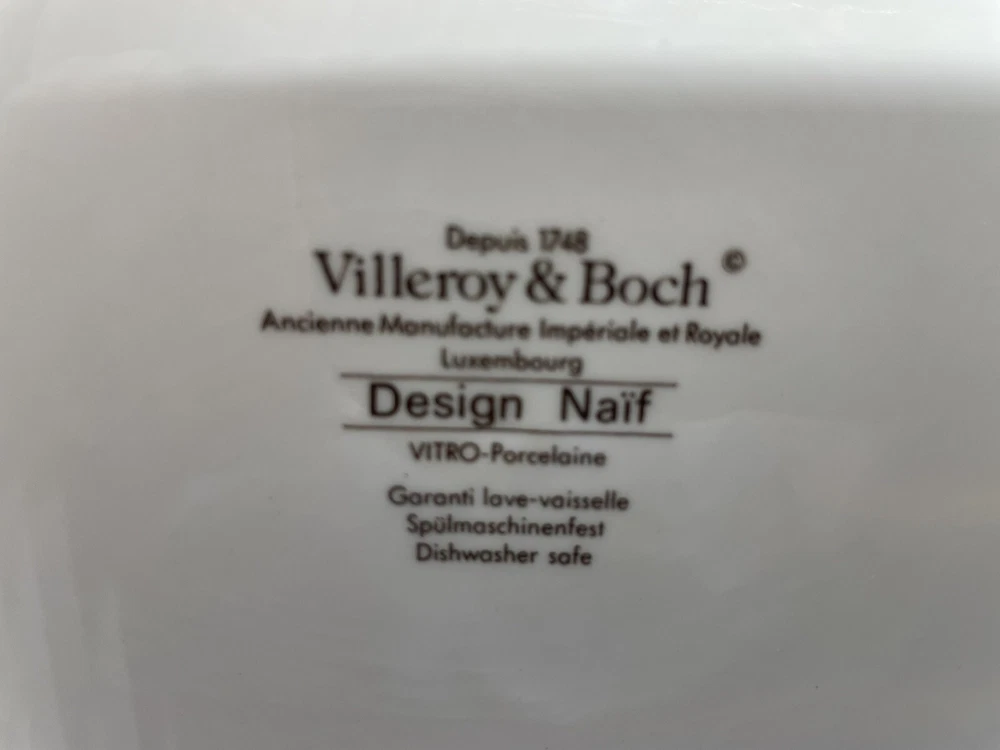 Depuis 1748
Villeroy & Boch ©
Ancienne Manufacture Impériale et Royale
Luxembourg
Design Naïf
VITRO-Porcelaine
Garanti lave-vaisselle
Spülmaschinenfest
Dishwasher safe